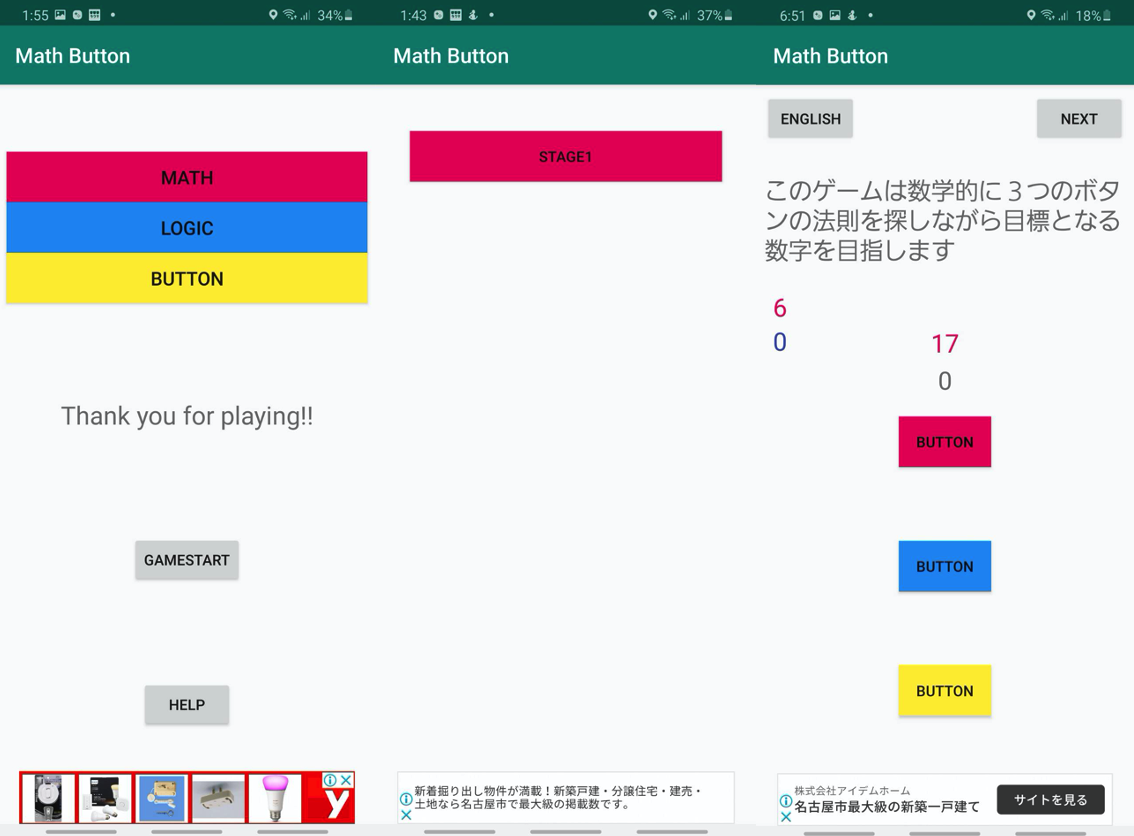 1:55
34%
Math Button
MATH
LOGIC
BUTTON
Thank you for playing!!
GAMESTART
HELP
y
1:43
37%
Math Button
STAGE1
新着掘り出し物件が満載！新築戸建・分譲住宅・建売・
土地なら名古屋市で最大級の掲載数です。
6:51
18%
Math Button
ENGLISH
NEXT
このゲームは数学的に３つのボタ
ンの法則を探しながら目標となる
数字を目指します
6
0
17
0
BUTTON
BUTTON
BUTTON
株式会社アイデムホーム
名古屋市最大級の新築一戸建て
サイトを見る